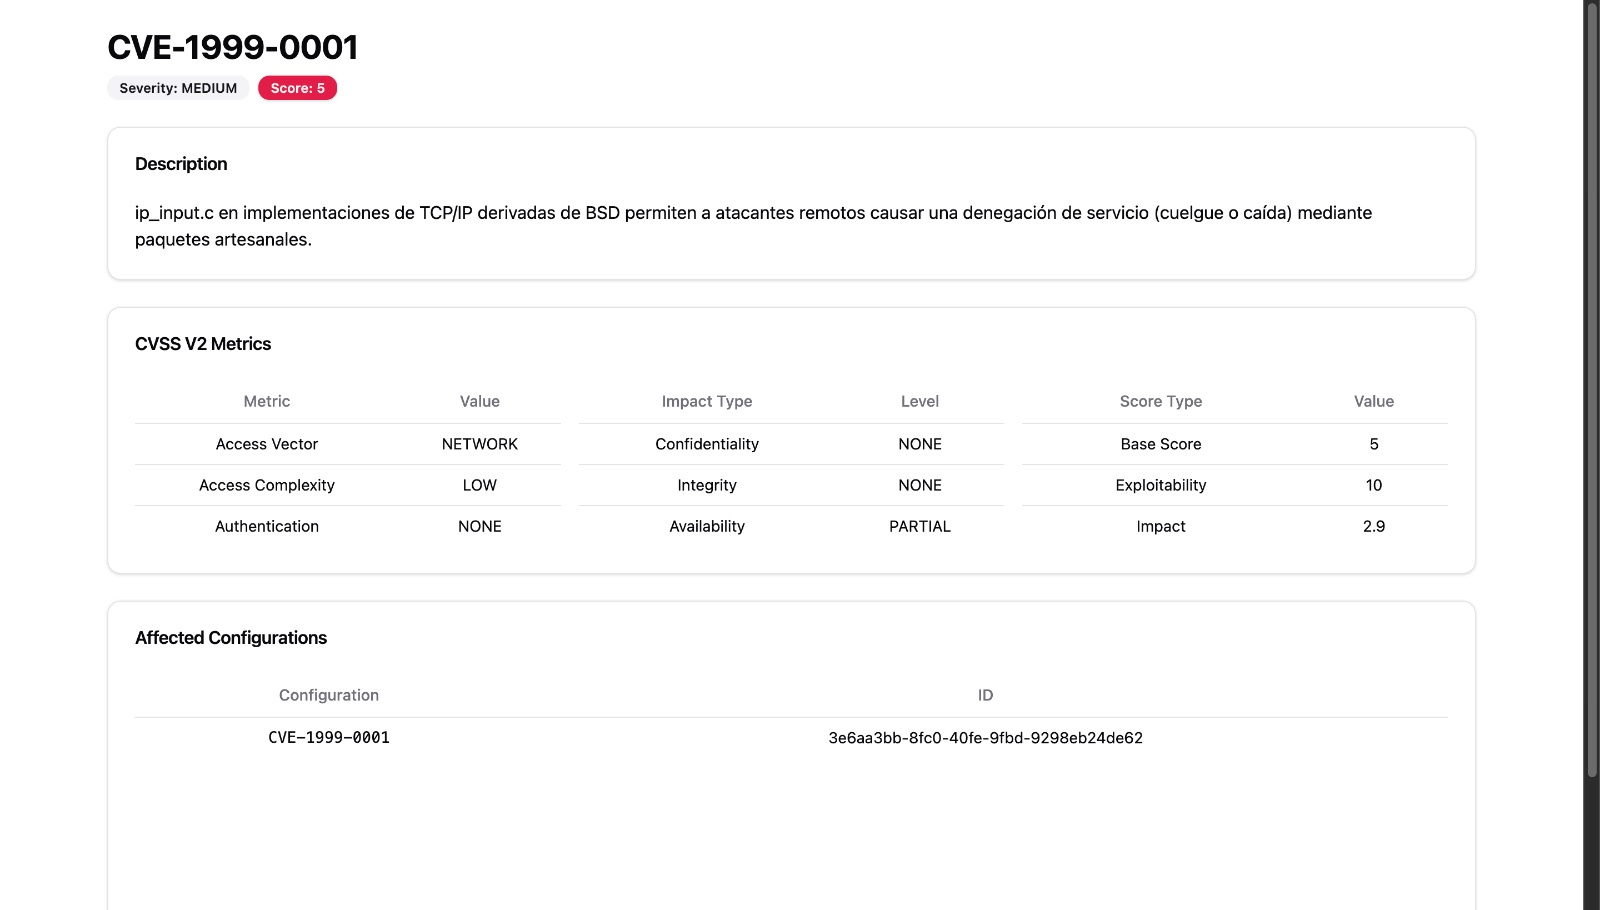 CVE-1999-0001
Severity: MEDIUM Score: 5
Description
ip_input.c en implementaciones de TCP/IP derivadas de BSD permiten a atacantes remotos causar una denegación de servicio (cuelgue o caída) mediante
paquetes artesanales.
CVSS V2 Metrics
Metric Value Impact Type Level Score Type Value
Access Vector NETWORK Confidentiality NONE Base Score 5
Access Complexity LOW Integrity NONE Exploitability 10
Authentication NONE Availability PARTIAL Impact 2.9
Affected Configurations
Configuration ID
CVE-1999-0001 3e6aa3bb-8fc0-40fe-9fbd-9298eb24de62